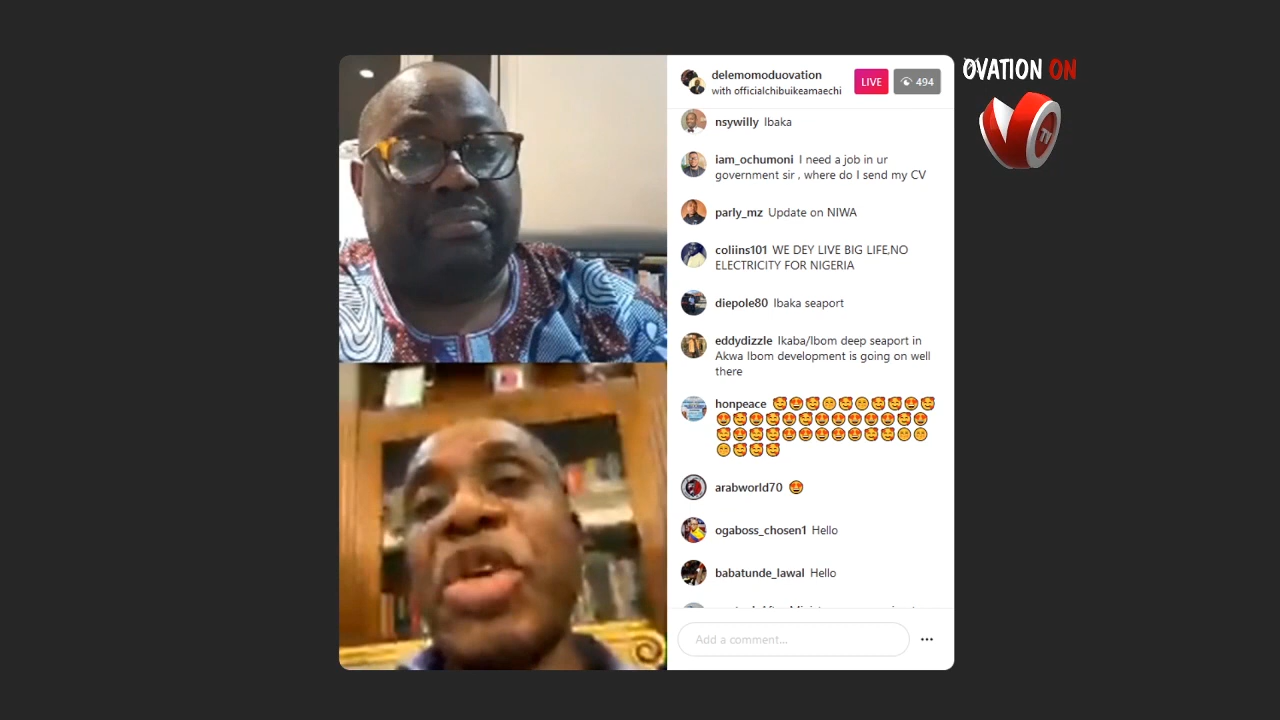 delemomoduovation
with officialchibuikeamaechi
LIVE
494
OVATION ON
nsywilly Ibaka
iam_ochumoni I need a job in ur
government sir , where do I send my CV
parly_mz Update on NIWA
coliins101 WE DEY LIVE BIG LIFE,NO
ELECTRICITY FOR NIGERIA
diepole80 Ibaka seaport
eddydizzle Ikaba/Ibom deep seaport in
Akwa Ibom development is going on well
there
honpeace 🥰🤩🥰😁🥰😁🥰🥰🤩🥰
🤩🥰🤩🥰🤩🥰🤩🤩🤩🤩🤩🥰🤩
🥰🤩🥰🥰🤩🤩🤩🤩🤩🥰🥰😁😁
😁🥰🥰🥰
arabworld70 🤩
ogaboss_chosen1 Hello
babatunde_lawal Hello
Add a comment...